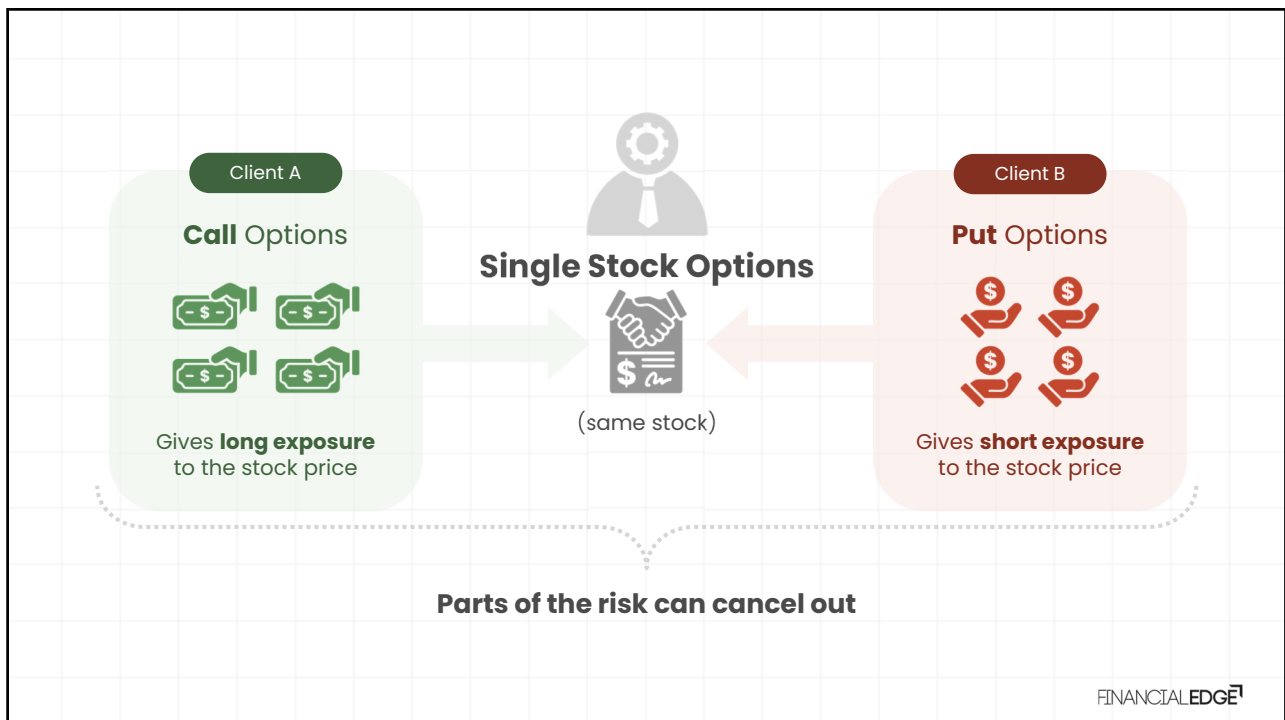 Client A
Call Options
Gives long exposure
to the stock price
Single Stock Options
$
(same stock)
Client B
Put Options
Gives short exposure
to the stock price
Parts of the risk can cancel out
FINANCIALEDGE